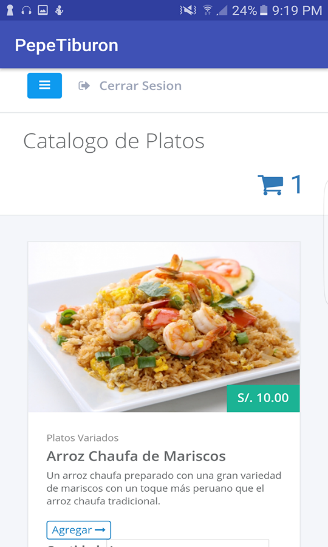 24% 9:19 PM
PepeTiburon
Cerrar Sesion
Catalogo de Platos
1
S/. 10.00
Platos Variados
Arroz Chaufa de Mariscos
Un arroz chaufa preparado con una gran variedad
de mariscos con un toque más peruano que el
arroz chaufa tradicional.
Agregar